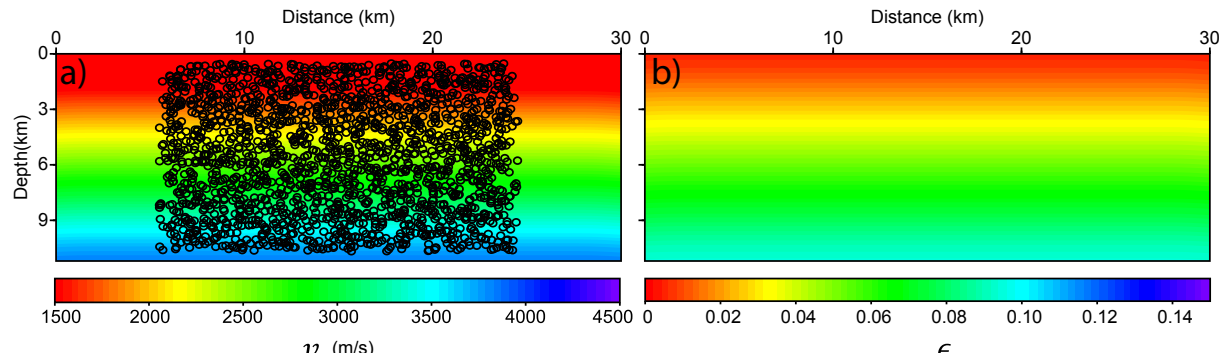 Distance (km) Distance (km)
0 10 20 30 0 10 20 30
a) b)
0
3
6
9
Depth(km)
1500 2000 2500 3000 3500 4000 4500 0 0.02 0.04 0.06 0.08 0.10 0.12 0.14
(m/s) ϵ